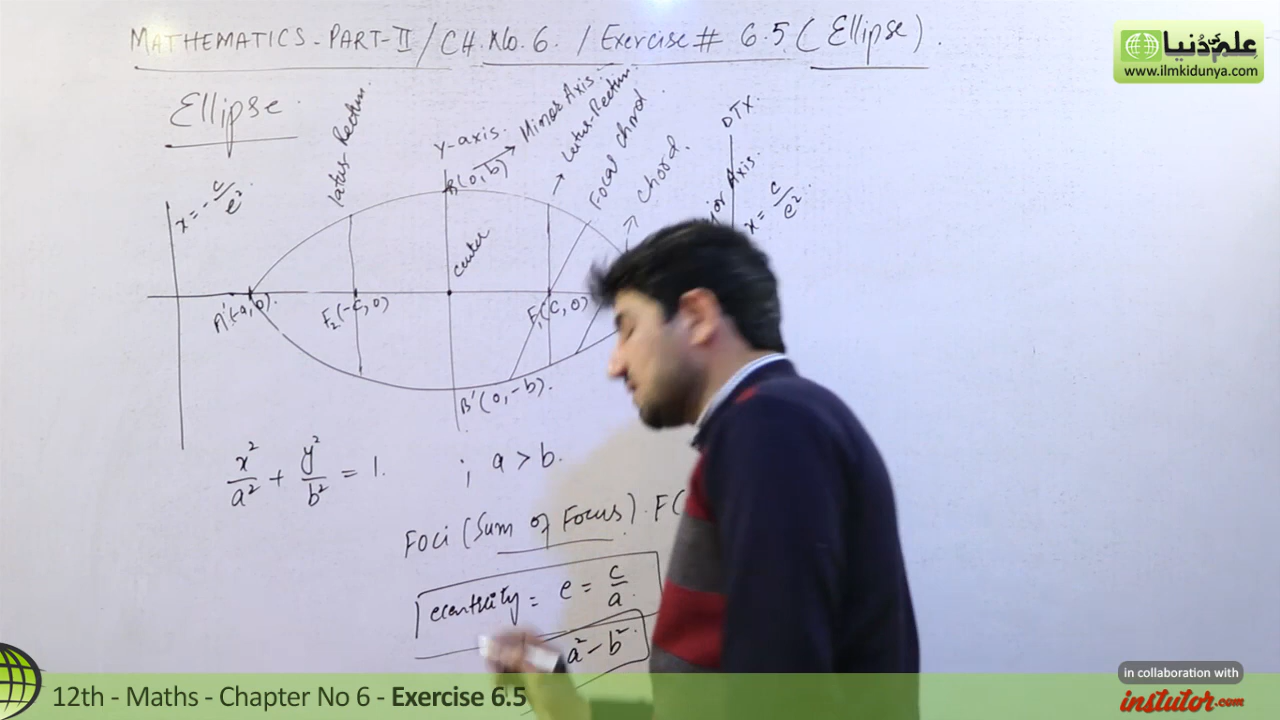 MATHEMATICS - PART-II / CH. No. 6. / Exercise # 6.5 ( Ellipse ).
علم کی دنیا
www.ilmkidunya.com
Ellipse.
Latus Rectum.
Y-axis.
Minor Axis.
Latus-Rectum
Focal chord.
Chord.
DTX.
x = -c/e².
B(0,b)
x = c/e²
center
A'(-a,0).
F₂(-c,0)
F₁(c,0)
B'(0,-b).
x²/a² + y²/b² = 1. ; a > b.
Foci (Sum of Focus). F(
eccentricity = e = c/a.
a² - b².
in collaboration with
instutor.com
12th - Maths - Chapter No 6 - Exercise 6.5